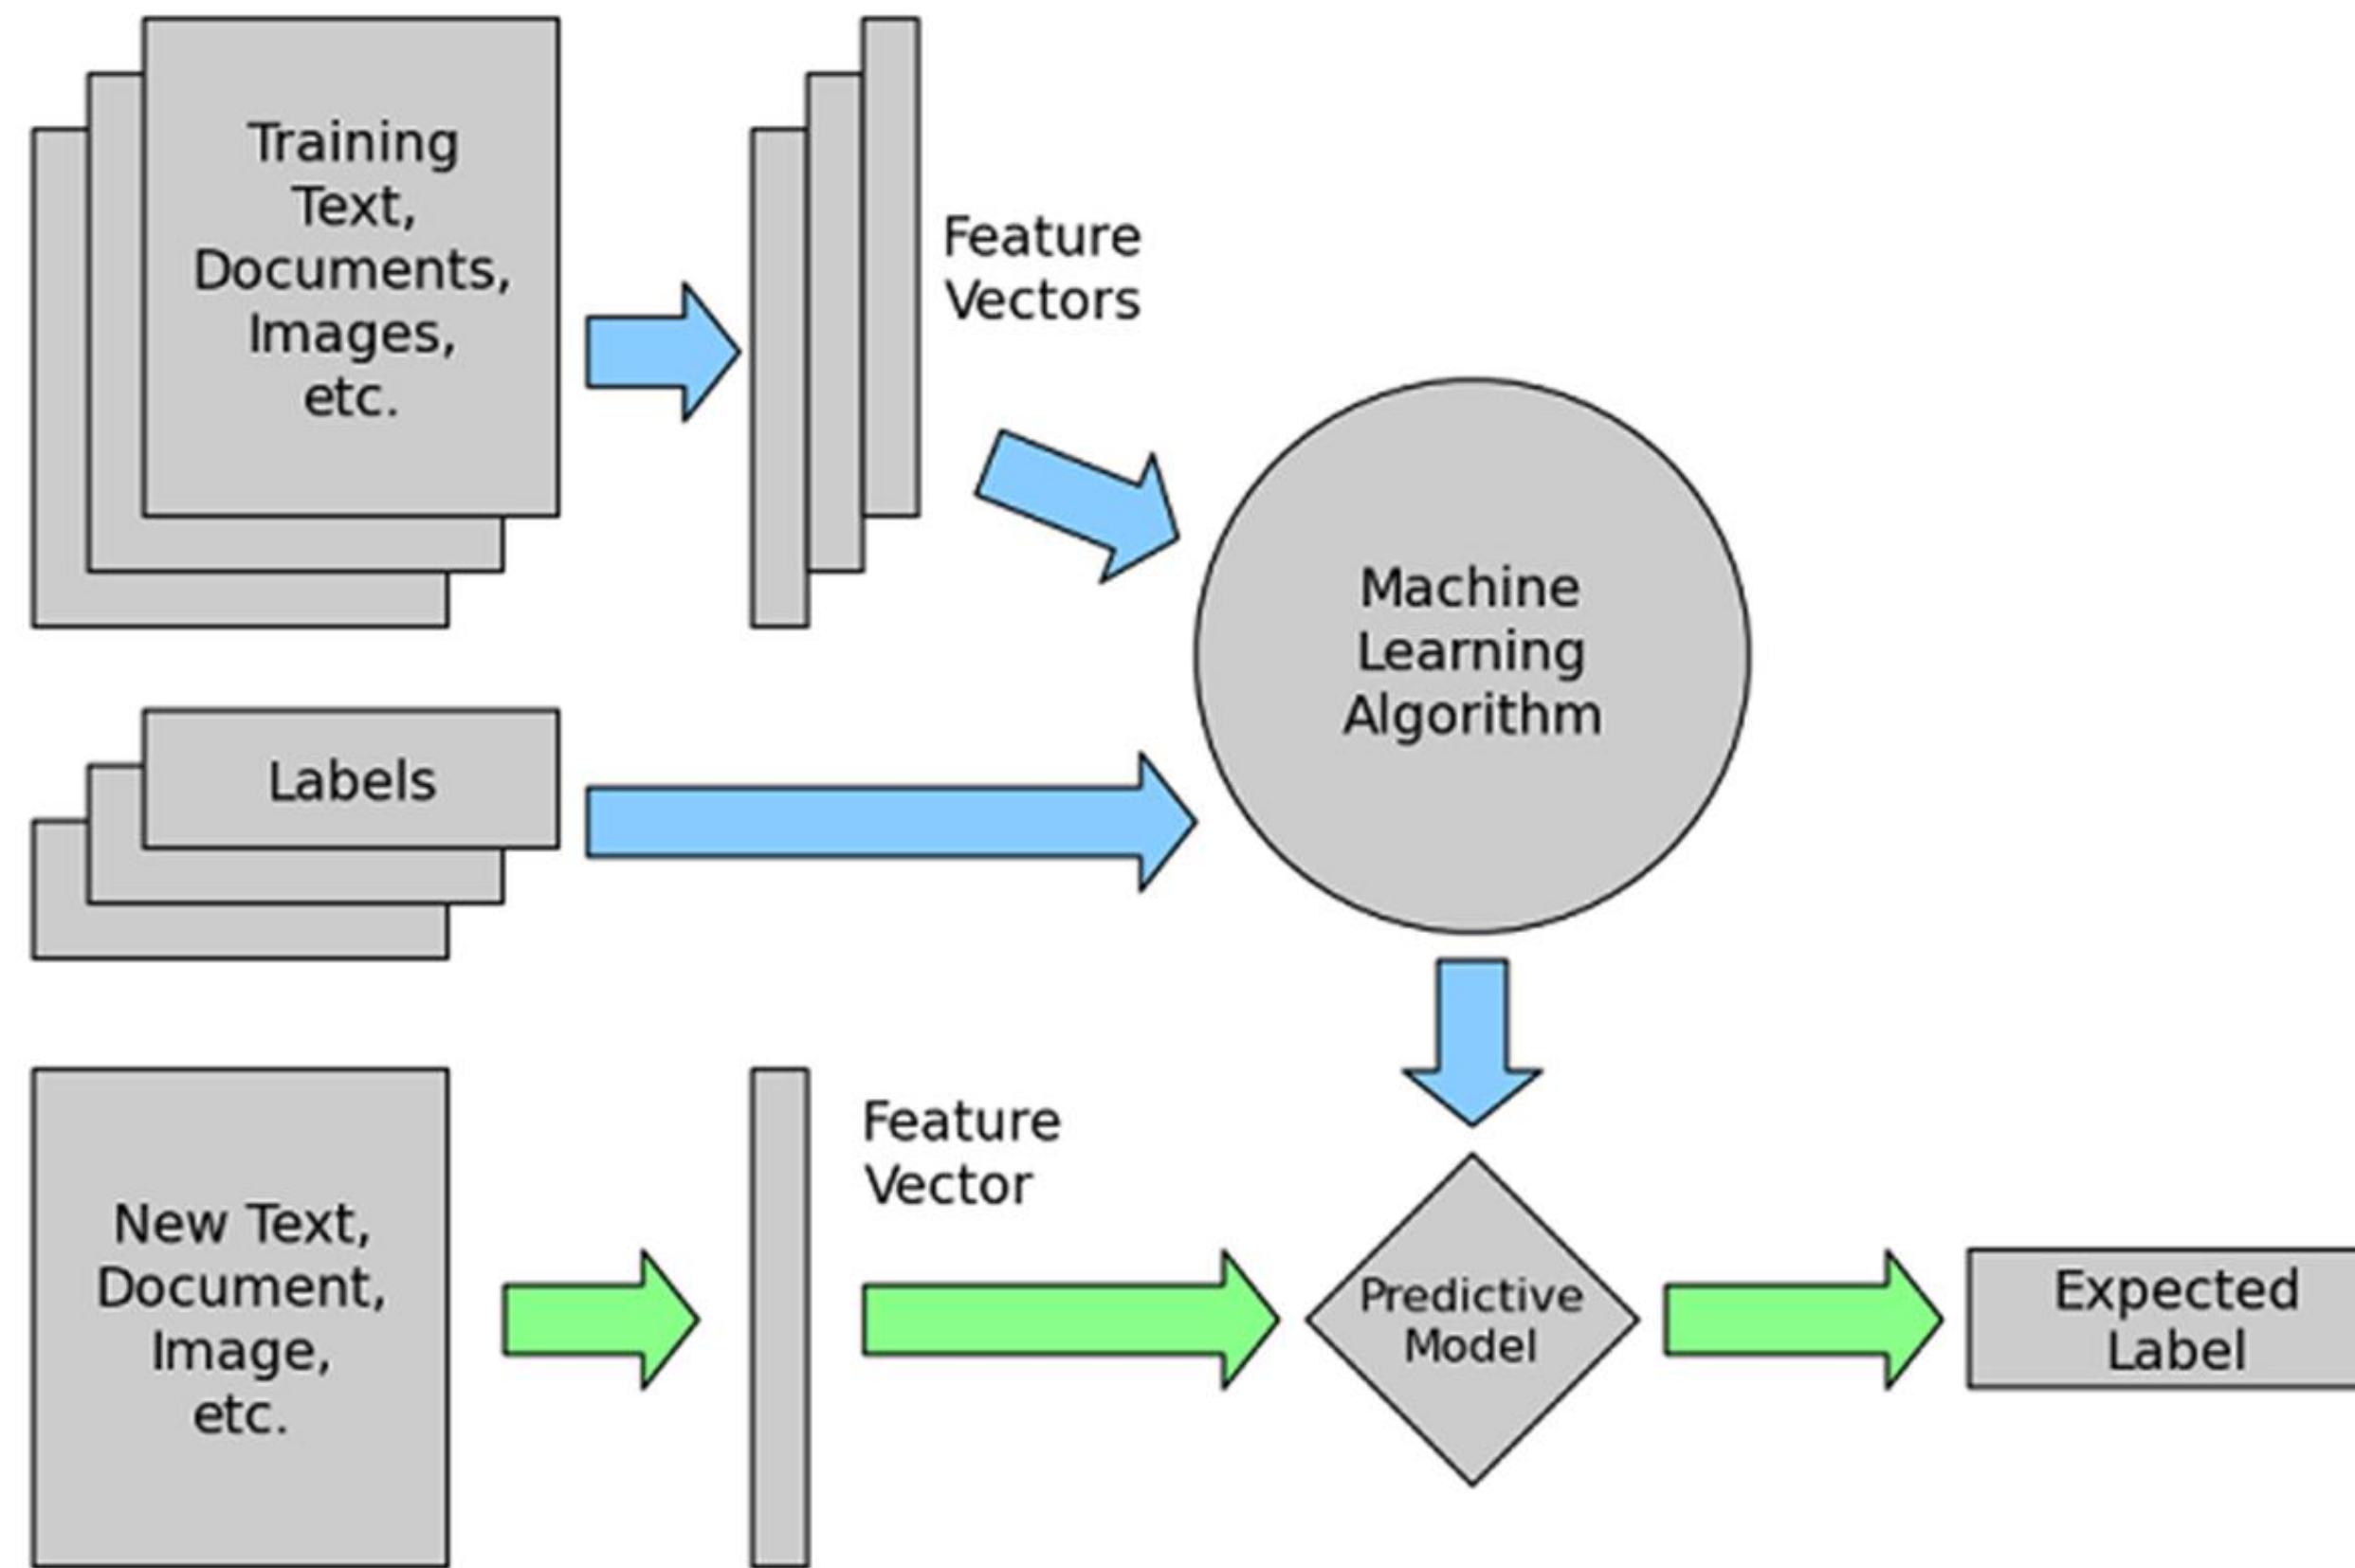 Training
Text,
Documents,
Images,
etc.
Feature
Vectors
Machine
Learning
Algorithm
Labels
Feature
Vector
New Text,
Document,
Image,
etc.
Predictive
Model
Expected
Label